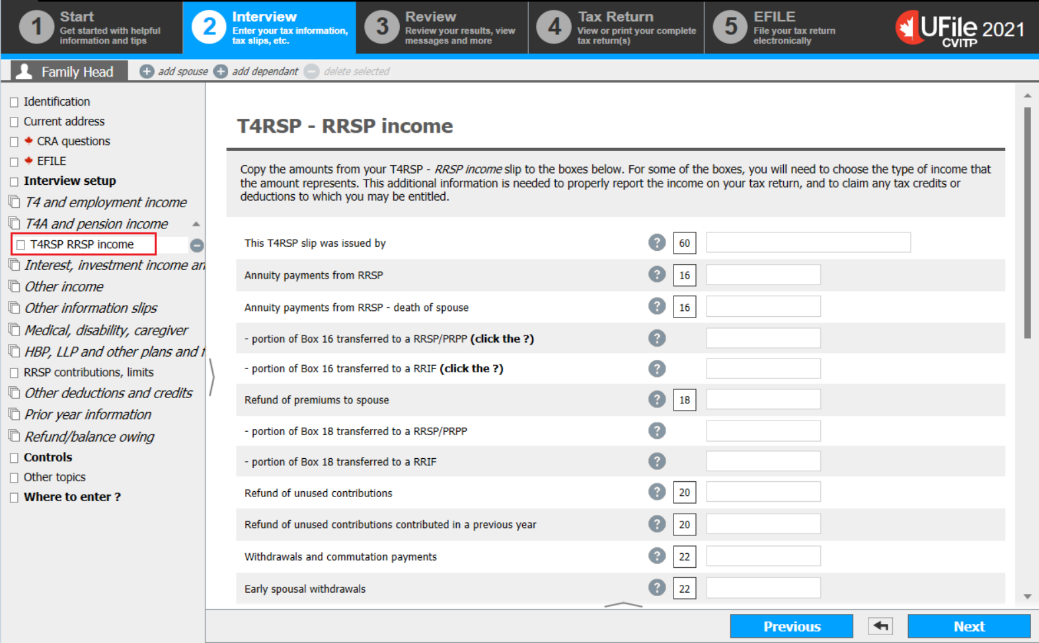 1
Start
Get started with helpful
information and tips
2
Interview
Enter your tax information,
tax slips, etc.
3
Review
Review your results, view
messages and more
4
Tax Return
View or print your complete
tax return(s)
5
EFILE
File your tax return
electronically
UFile 2021
CVITP
Family Head
add spouse
add dependant
delete selected
Identification
Current address
CRA questions
EFILE
Interview setup
T4 and employment income
T4A and pension income
T4RSP RRSP income
Interest, investment income an
Other income
Other information slips
Medical, disability, caregiver
HBP, LLP and other plans and f
RRSP contributions, limits
Other deductions and credits
Prior year information
Refund/balance owing
Controls
Other topics
Where to enter ?
T4RSP - RRSP income
Copy the amounts from your T4RSP - RRSP income slip to the boxes below. For some of the boxes, you will need to choose the type of income that
the amount represents. This additional information is needed to properly report the income on your tax return, and to claim any tax credits or
deductions to which you may be entitled.
This T4RSP slip was issued by ? 60
Annuity payments from RRSP ? 16
Annuity payments from RRSP - death of spouse ? 16
- portion of Box 16 transferred to a RRSP/PRPP (click the ?) ?
- portion of Box 16 transferred to a RRIF (click the ?) ?
Refund of premiums to spouse ? 18
- portion of Box 18 transferred to a RRSP/PRPP ?
- portion of Box 18 transferred to a RRIF ?
Refund of unused contributions ? 20
Refund of unused contributions contributed in a previous year ? 20
Withdrawals and commutation payments ? 22
Early spousal withdrawals ? 22
Previous
Next